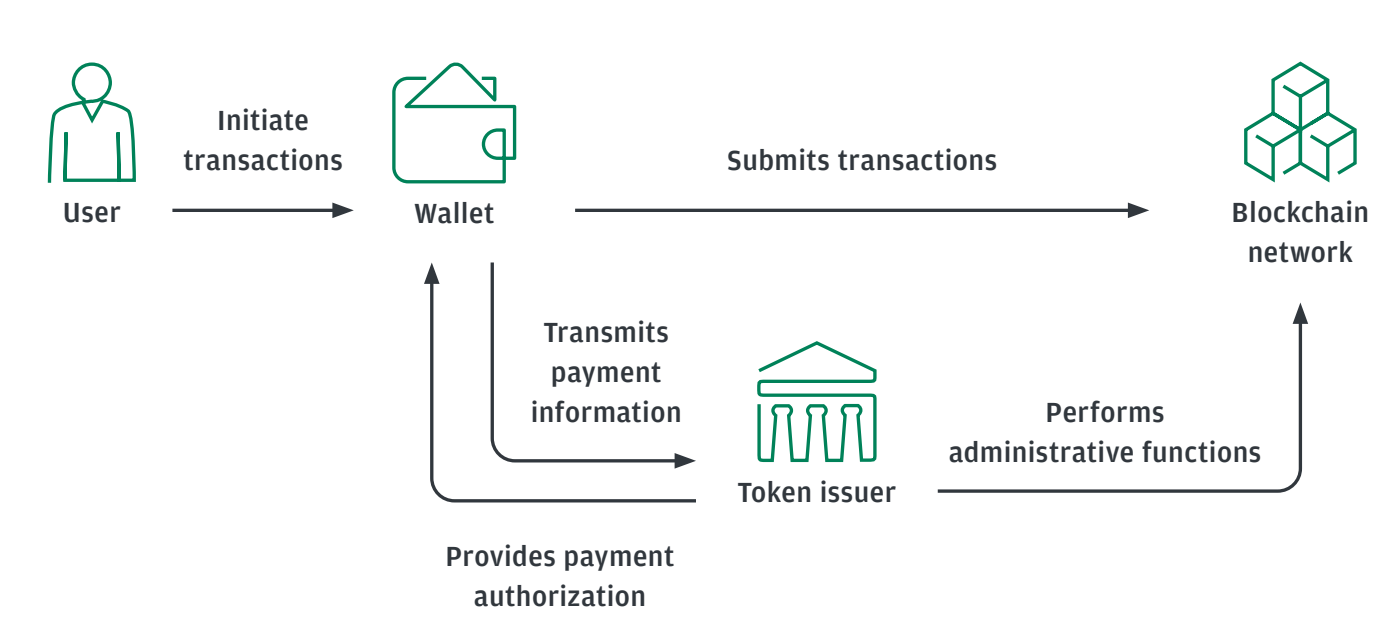 Initiate
transactions
User
Wallet
Submits transactions
Blockchain
network
Transmits
payment
information
Token issuer
Performs
administrative functions
Provides payment
authorization